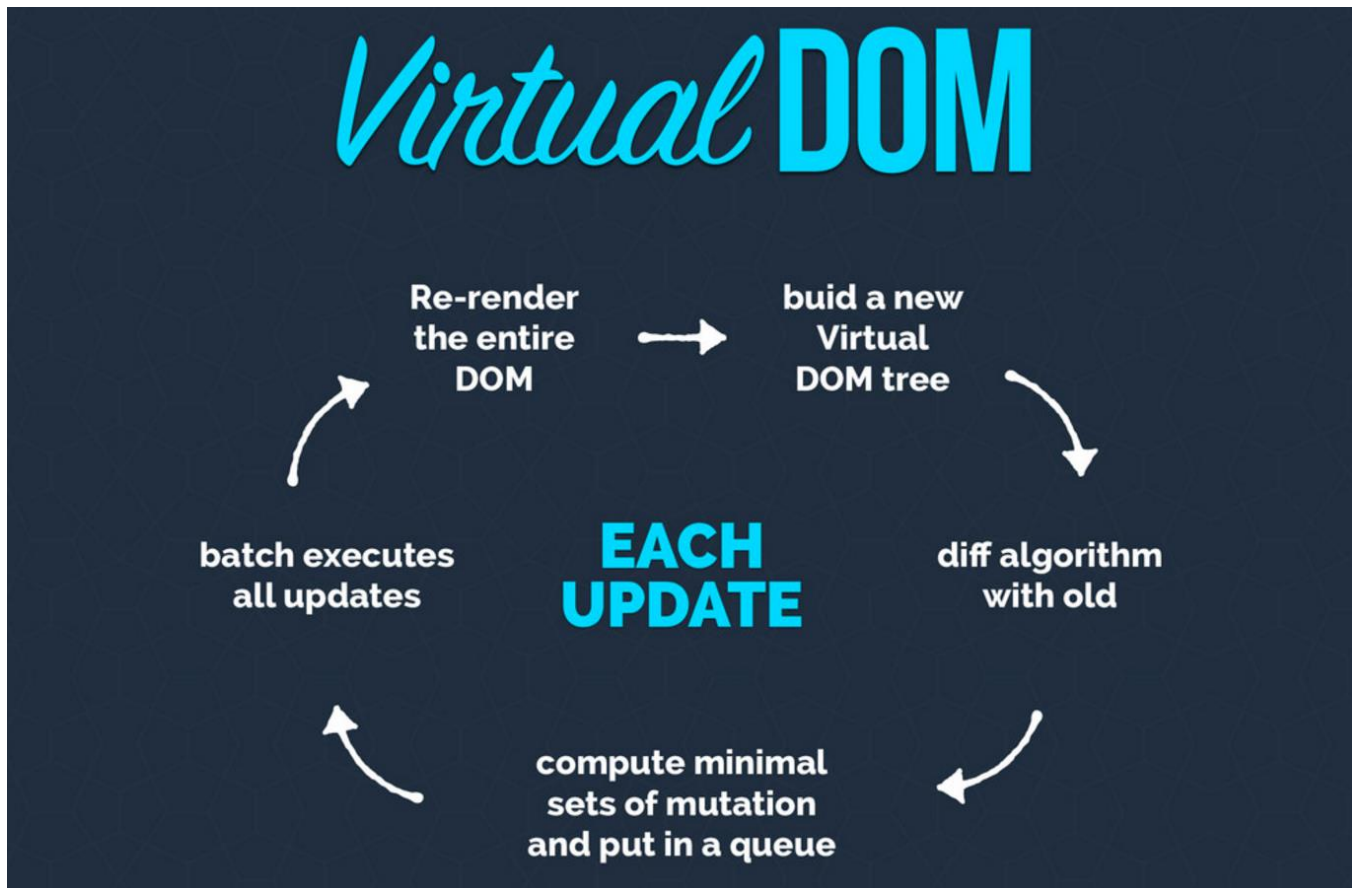 Virtual DOM
Re-render
the entire
DOM
buid a new
Virtual
DOM tree
diff algorithm
with old
compute minimal
sets of mutation
and put in a queue
batch executes
all updates
EACH
UPDATE